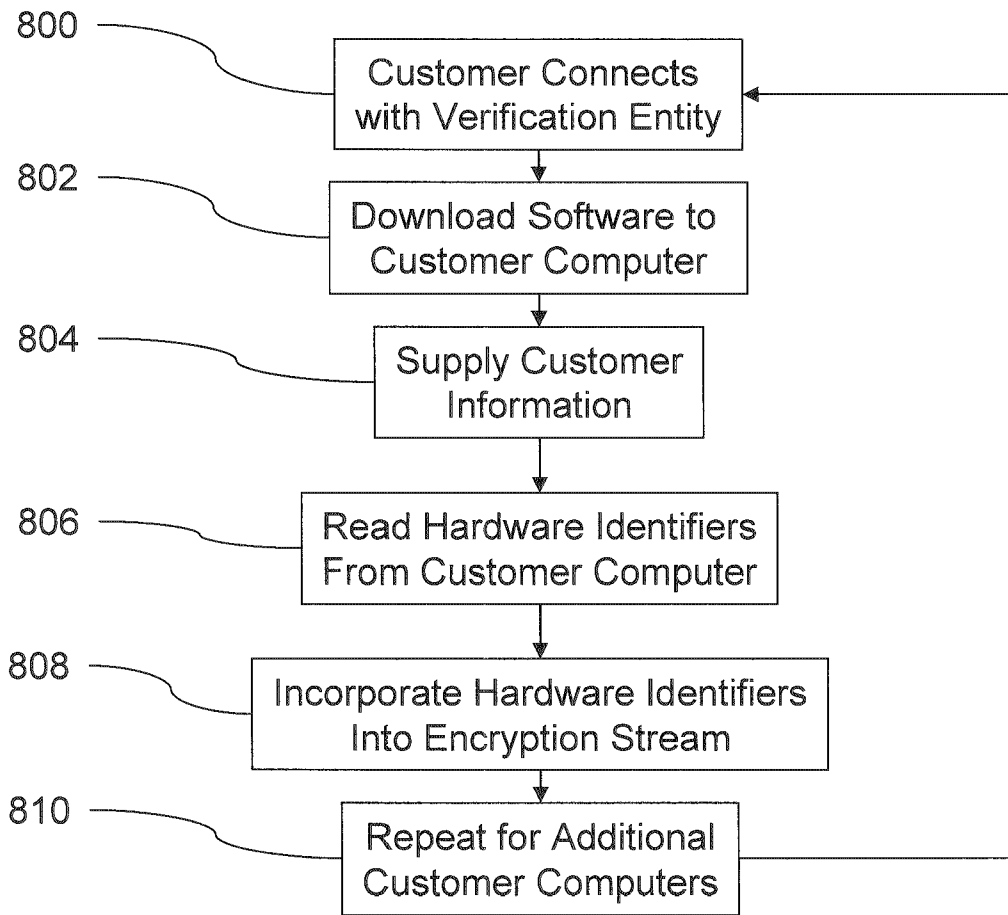 800
Customer Connects
with Verification Entity
802
Download Software to
Customer Computer
804
Supply Customer
Information
806
Read Hardware Identifiers
From Customer Computer
808
Incorporate Hardware Identifiers
Into Encryption Stream
810
Repeat for Additional
Customer Computers